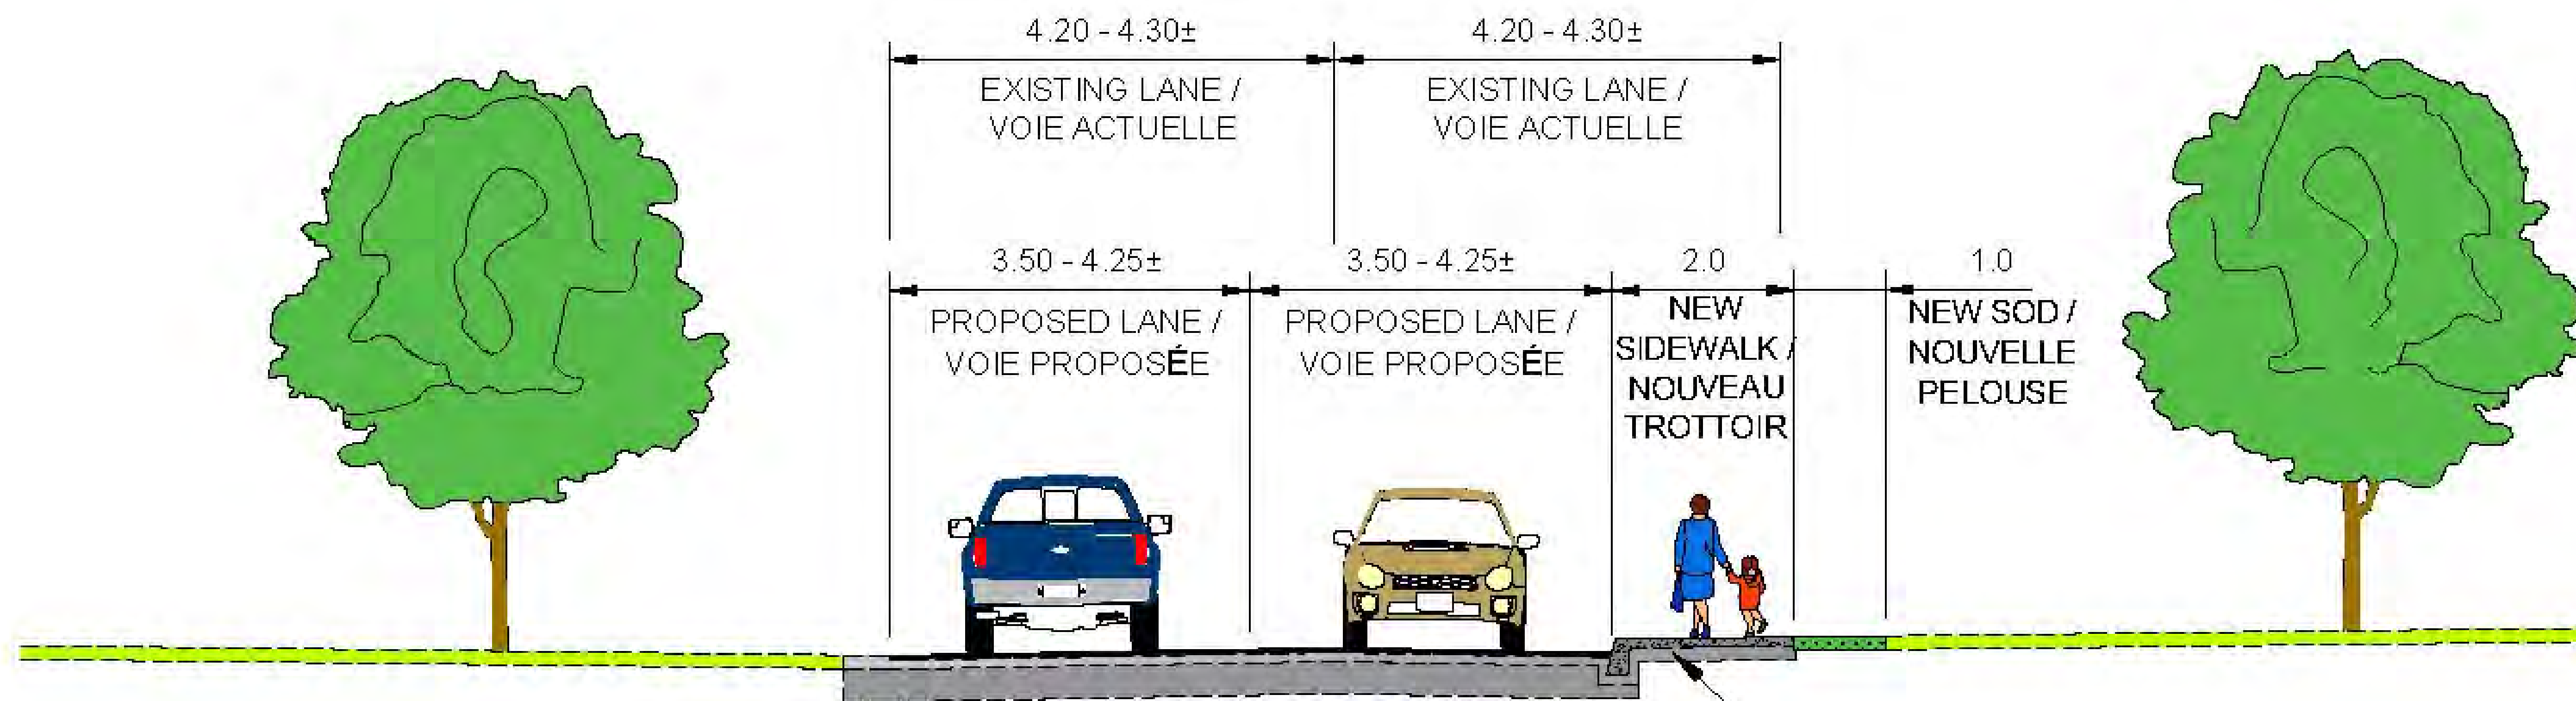 4.20 - 4.30±
EXISTING LANE /
VOIE ACTUELLE
4.20 - 4.30±
EXISTING LANE /
VOIE ACTUELLE
3.50 - 4.25±
PROPOSED LANE /
VOIE PROPOSÉE
3.50 - 4.25±
PROPOSED LANE /
VOIE PROPOSÉE
2.0
NEW
SIDEWALK /
NOUVEAU
TROTTOIR
1.0
NEW SOD /
NOUVELLE
PELOUSE